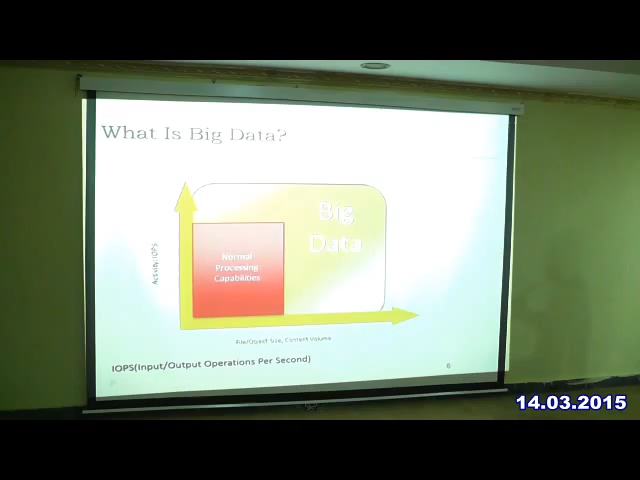 What Is Big Data?
Big
Data
Normal
Processing
Capabilities
Activity:IOPS
File/Object Size, Content Volume
IOPS(Input/Output Operations Per Second)
6
14.03.2015